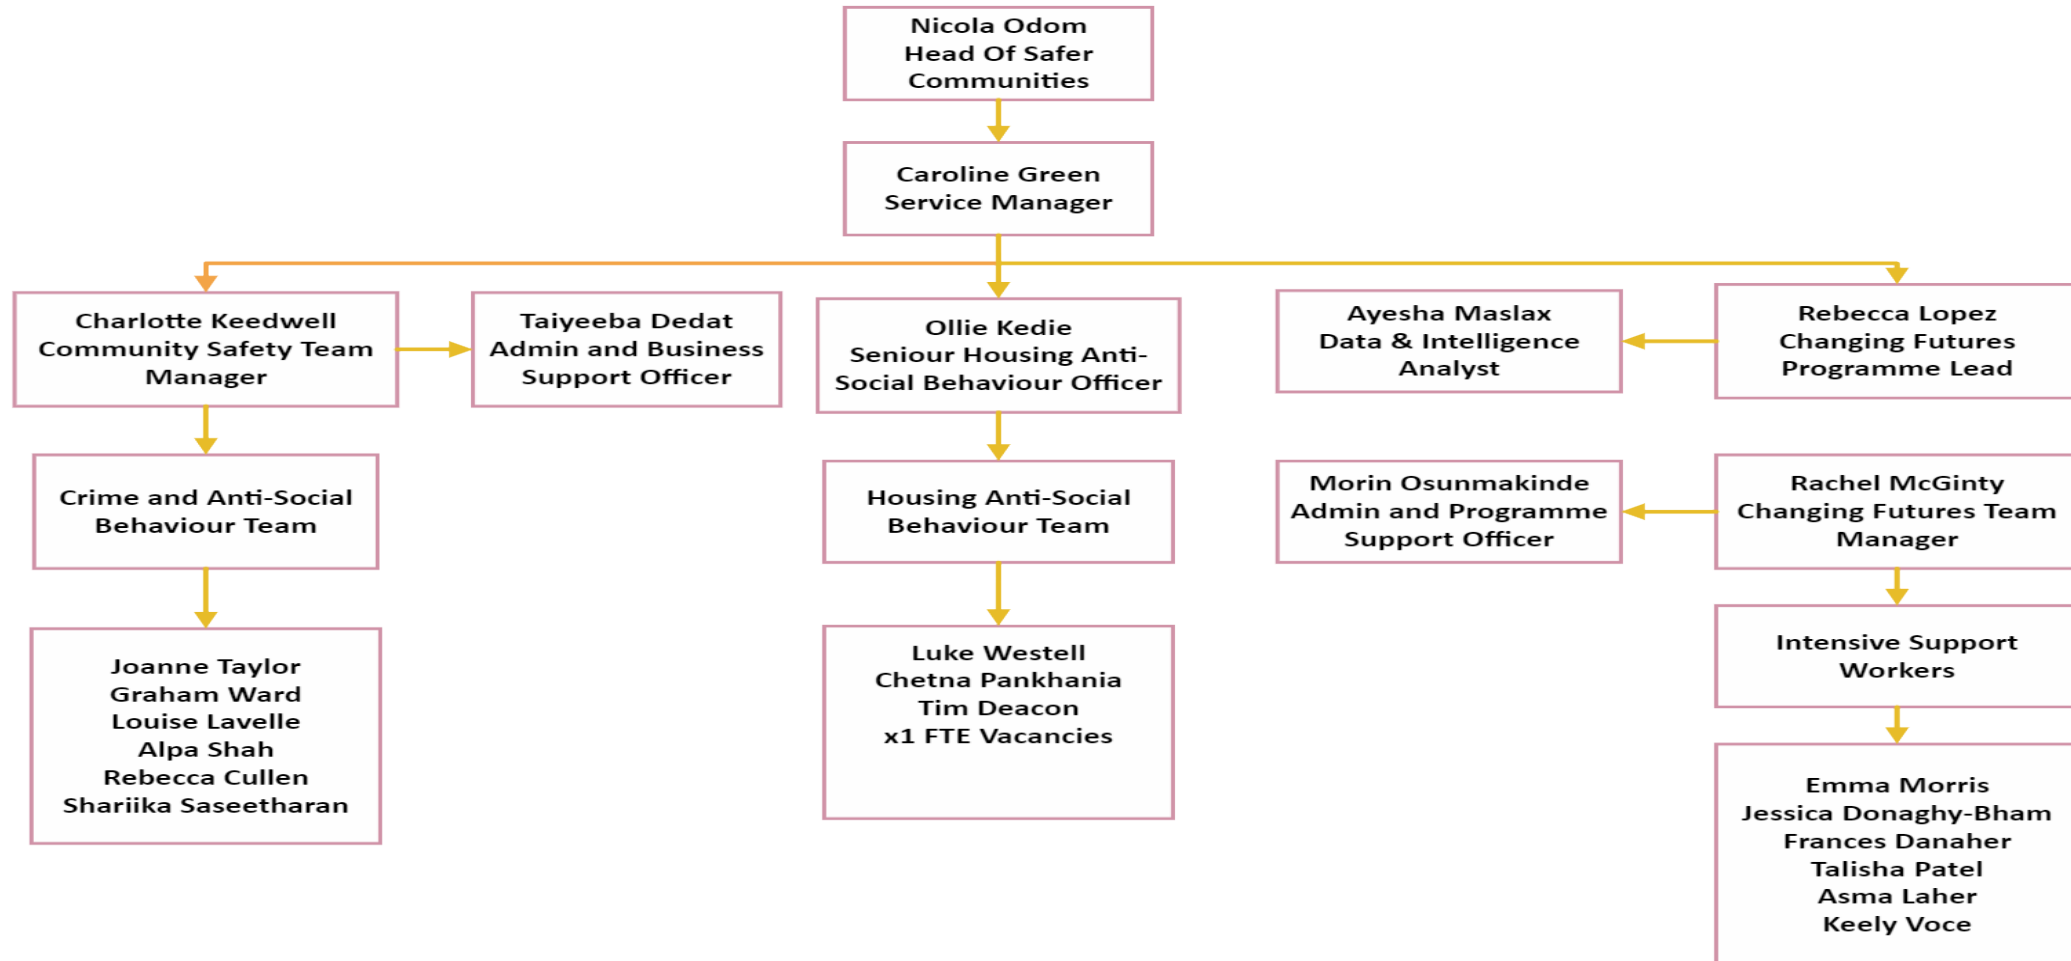 Nicola Odom
Head Of Safer
Communities
Caroline Green
Service Manager
Charlotte Keedwell
Community Safety Team
Manager
Taiyeeba Dedat
Admin and Business
Support Officer
Ollie Kedie
Seniour Housing Anti-
Social Behaviour Officer
Ayesha Maslax
Data & Intelligence
Analyst
Rebecca Lopez
Changing Futures
Programme Lead
Crime and Anti-Social
Behaviour Team
Housing Anti-Social
Behaviour Team
Morin Osunmakinde
Admin and Programme
Support Officer
Rachel McGinty
Changing Futures Team
Manager
Joanne Taylor
Graham Ward
Louise Lavelle
Alpa Shah
Rebecca Cullen
Shariika Saseetharan
Luke Westell
Chetna Pankhania
Tim Deacon
x1 FTE Vacancies
Intensive Support
Workers
Emma Morris
Jessica Donaghy-Bham
Frances Danaher
Talisha Patel
Asma Laher
Keely Voce